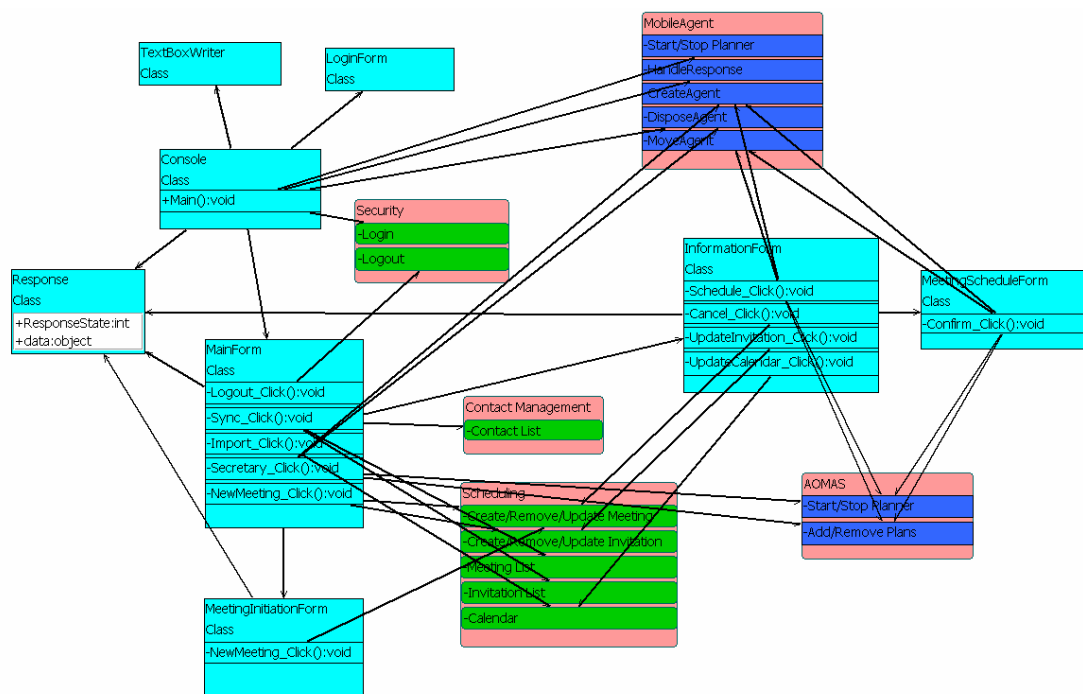 MobileAgent
-Start/Stop Planner
-HandleResponse
-CreateAgent
-DisposeAgent
-MoveAgent
TextBoxWriter
Class
LoginForm
Class
Console
Class
+Main():void
Security
-Login
-Logout
InformationForm
Class
-Schedule_Click():void
-Cancel_Click():void
-UpdateInvitation_Click():void
-UpdateCalendar_Click():void
MeetingScheduleForm
Class
-Confirm_Click():void
Response
Class
+ResponseState:int
+data:object
MainForm
Class
-Logout_Click():void
-Sync_Click():void
-Import_Click():void
-Secretary_Click():void
-NewMeeting_Click():void
Contact Management
-Contact List
Scheduling
-Create/Remove/Update Meeting
-Create/Remove/Update Invitation
-Meeting List
-Invitation List
-Calendar
AOMAS
-Start/Stop Planner
-Add/Remove Plans
MeetingInitiationForm
Class
-NewMeeting_Click():void